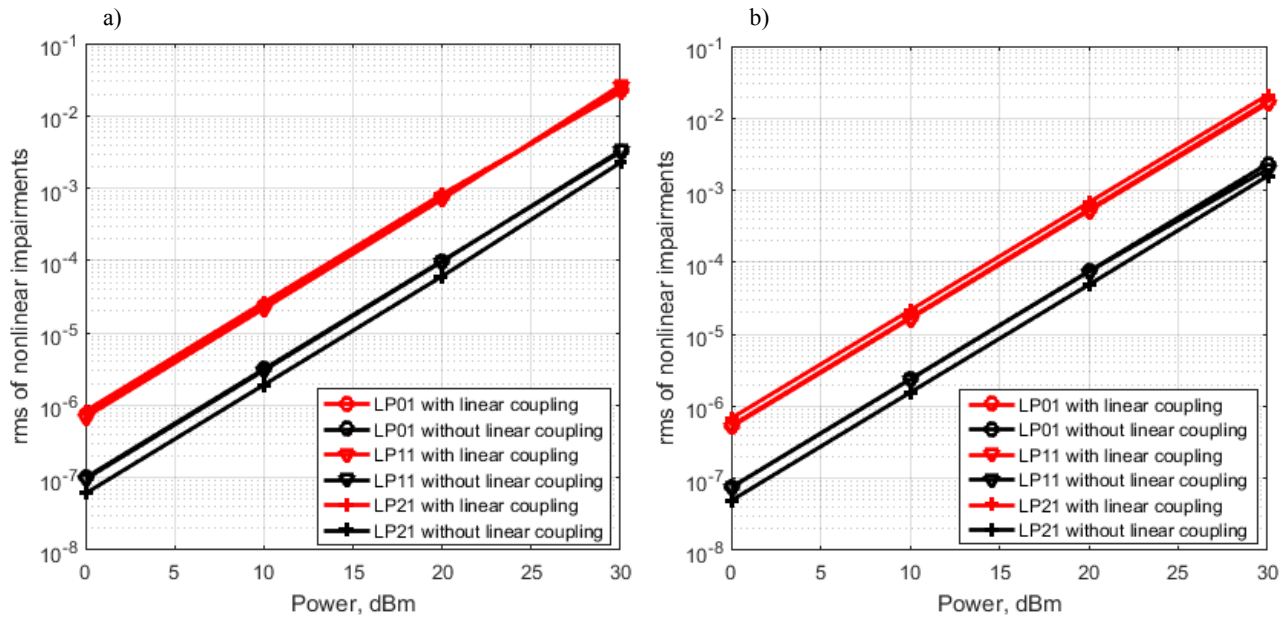 a)
rms of nonlinear impairments
10-1
10-2
10-3
10-4
10-5
10-6
10-7
10-8
LP01 with linear coupling
LP01 without linear coupling
LP11 with linear coupling
LP11 without linear coupling
LP21 with linear coupling
LP21 without linear coupling
0 5 10 15 20 25 30
Power, dBm
b)
rms of nonlinear impairments
10-1
10-2
10-3
10-4
10-5
10-6
10-7
10-8
LP01 with linear coupling
LP01 without linear coupling
LP11 with linear coupling
LP11 without linear coupling
LP21 with linear coupling
LP21 without linear coupling
0 5 10 15 20 25 30
Power, dBm